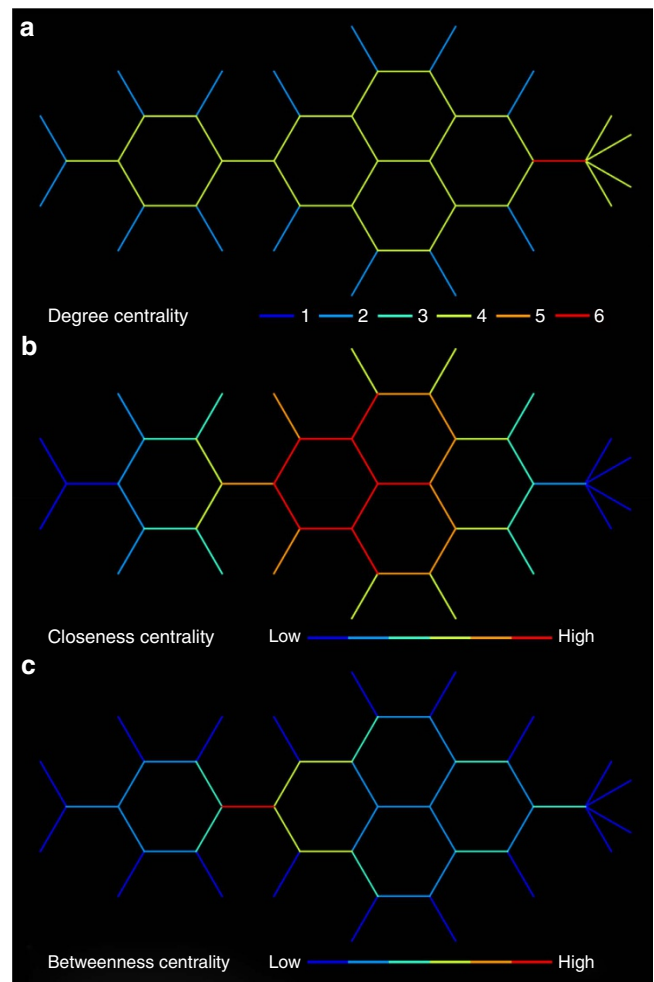 a
Degree centrality 1 2 3 4 5 6
b
Closeness centrality Low High
c
Betweenness centrality Low High